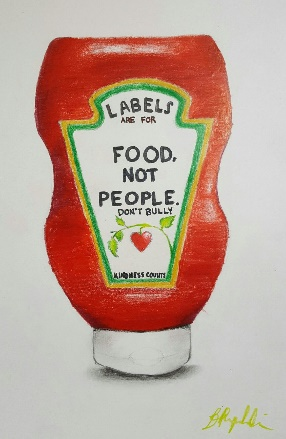 LABELS
ARE FOR
FOOD.
NOT
PEOPLE.
DON'T BULLY
KINDNESS COUNTS